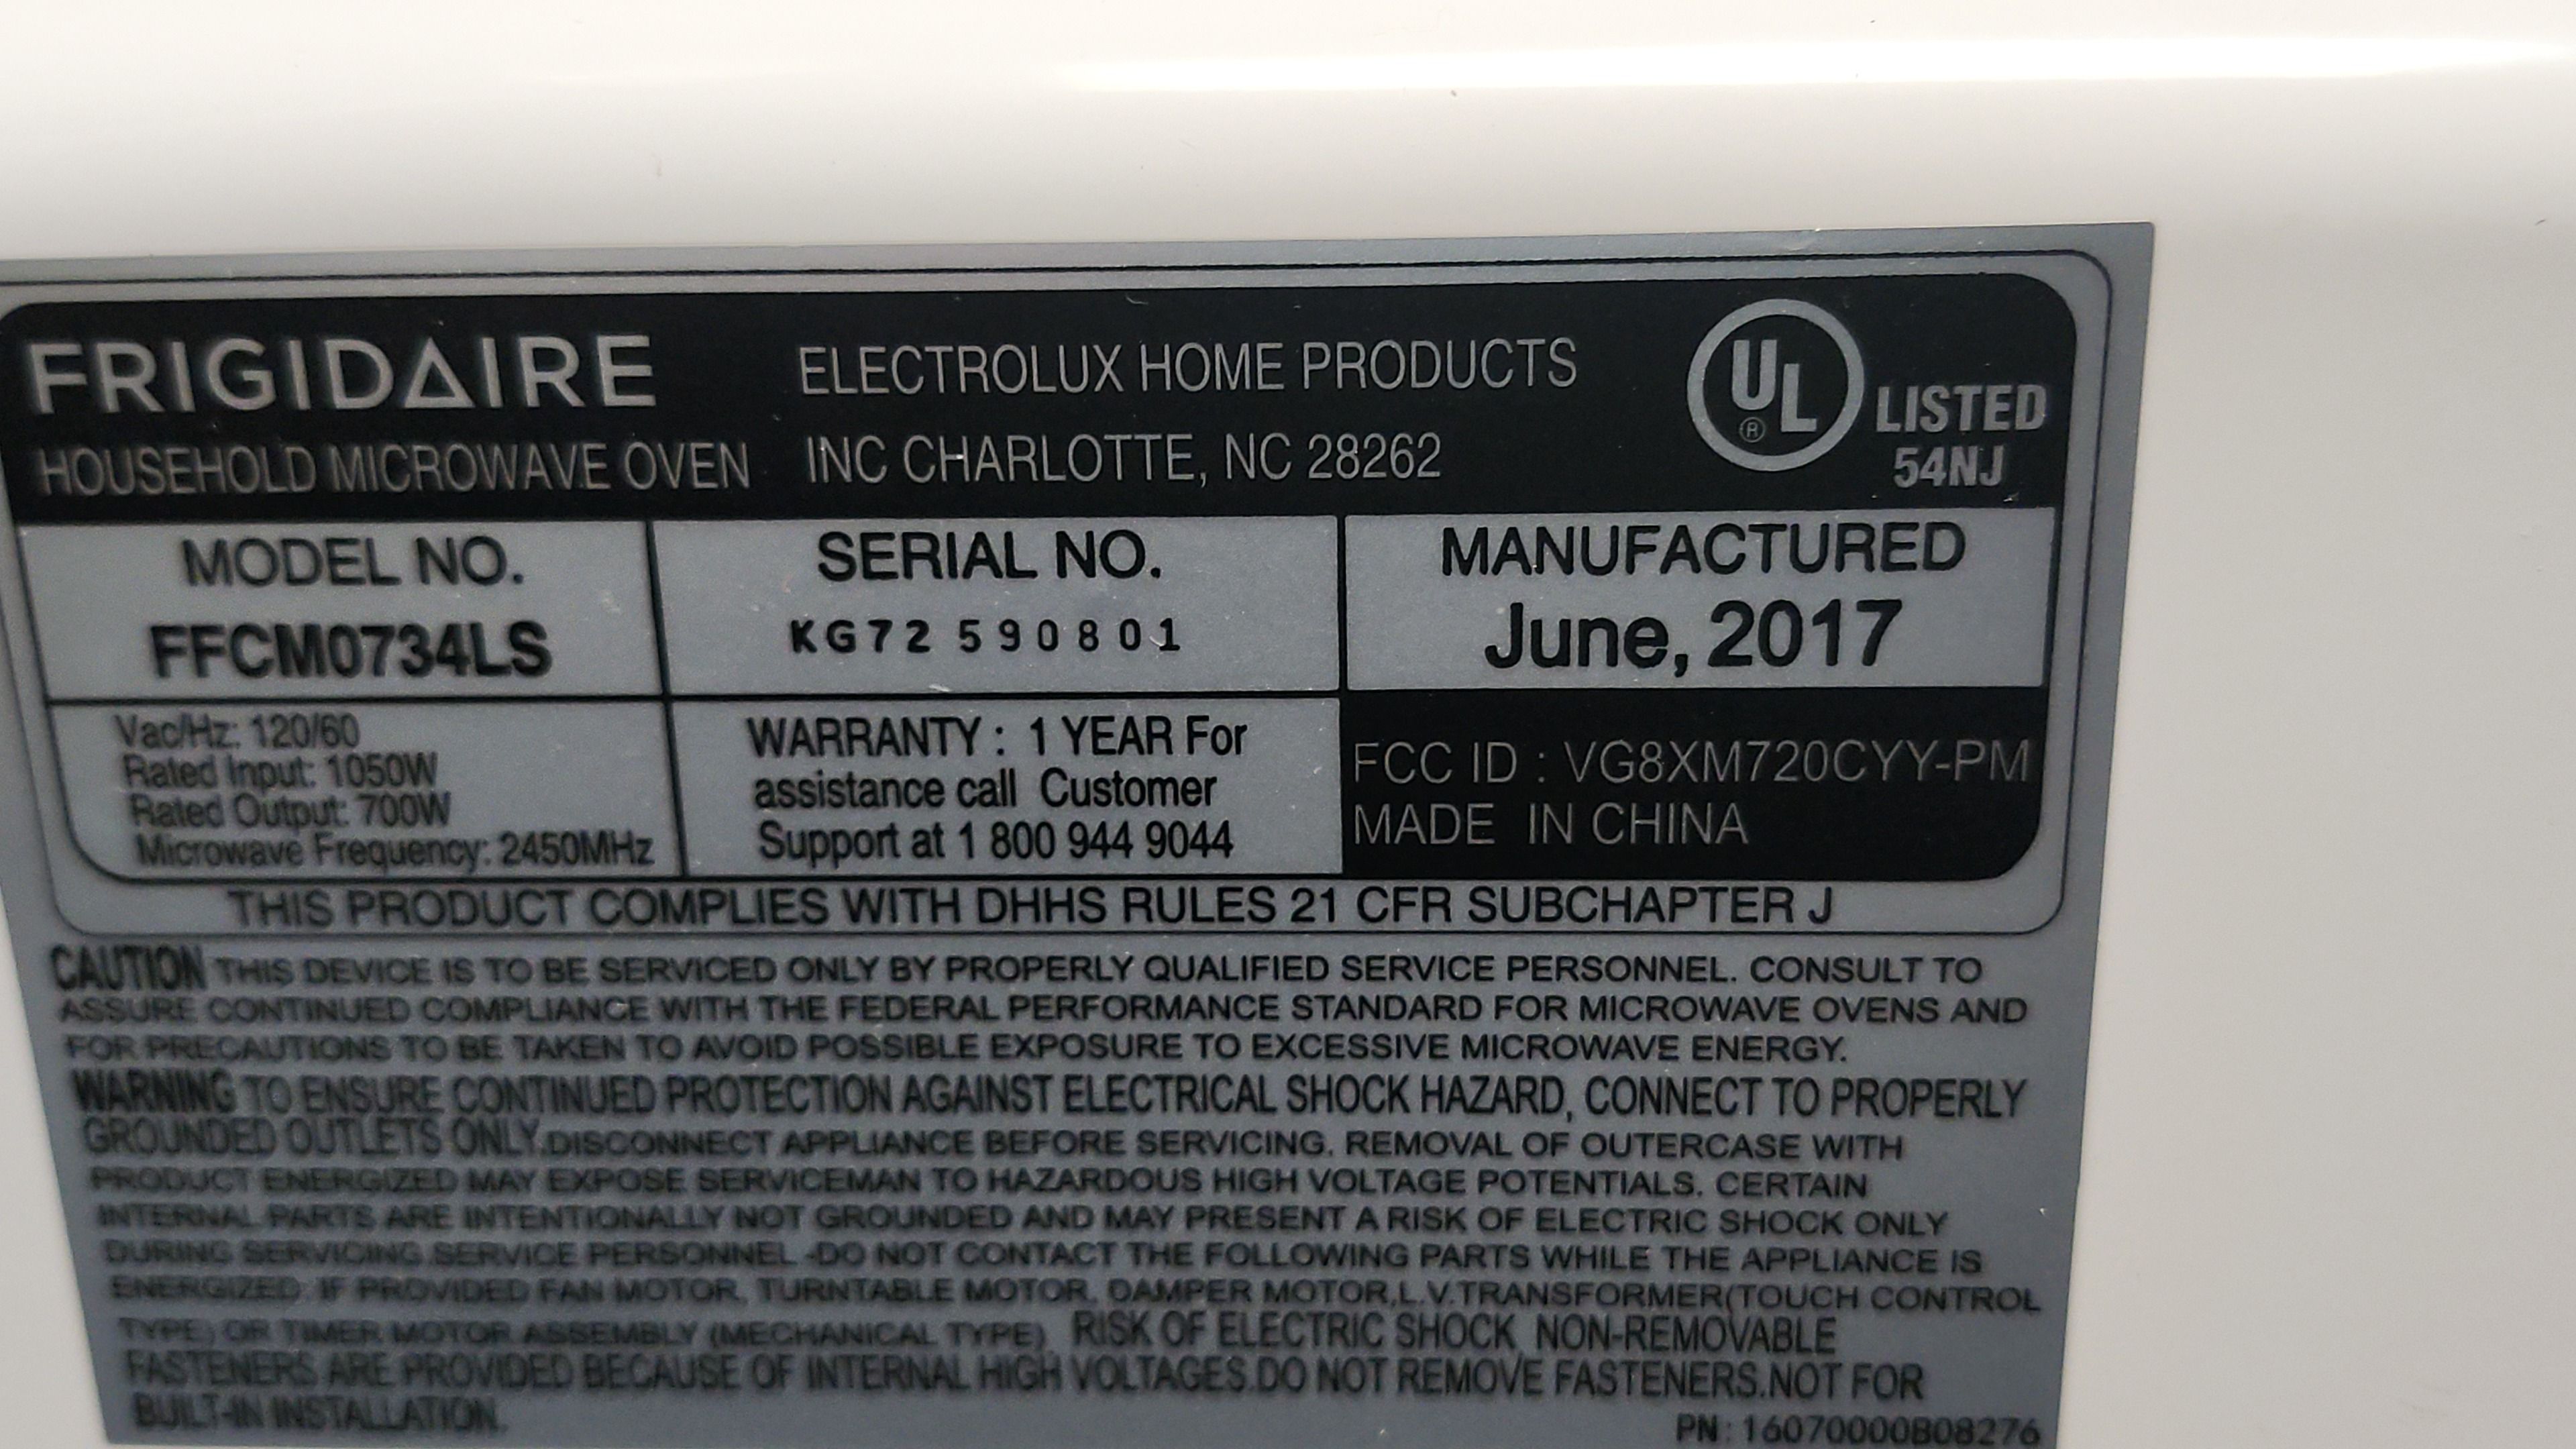 FRIGIDAIRE
HOUSEHOLD MICROWAVE OVEN
ELECTROLUX HOME PRODUCTS
INC CHARLOTTE, NC 28262
UL ®
LISTED
54NJ
MODEL NO.
FFCM0734LS
SERIAL NO.
KG72 590801
MANUFACTURED
June, 2017
Vac/Hz: 120/60
Rated Input: 1050W
Rated Output: 700W
Microwave Frequency: 2450MHz
WARRANTY : 1 YEAR For
assistance call Customer
Support at 1 800 944 9044
FCC ID : VG8XM720CYY-PM
MADE IN CHINA
THIS PRODUCT COMPLIES WITH DHHS RULES 21 CFR SUBCHAPTER J
CAUTION THIS DEVICE IS TO BE SERVICED ONLY BY PROPERLY QUALIFIED SERVICE PERSONNEL. CONSULT TO
ASSURE CONTINUED COMPLIANCE WITH THE FEDERAL PERFORMANCE STANDARD FOR MICROWAVE OVENS AND
FOR PRECAUTIONS TO BE TAKEN TO AVOID POSSIBLE EXPOSURE TO EXCESSIVE MICROWAVE ENERGY.
WARNING TO ENSURE CONTINUED PROTECTION AGAINST ELECTRICAL SHOCK HAZARD, CONNECT TO PROPERLY
GROUNDED OUTLETS ONLY.DISCONNECT APPLIANCE BEFORE SERVICING. REMOVAL OF OUTERCASE WITH
PRODUCT ENERGIZED MAY EXPOSE SERVICEMAN TO HAZARDOUS HIGH VOLTAGE POTENTIALS. CERTAIN
INTERNAL PARTS ARE INTENTIONALLY NOT GROUNDED AND MAY PRESENT A RISK OF ELECTRIC SHOCK ONLY
DURING SERVICING.SERVICE PERSONNEL -DO NOT CONTACT THE FOLLOWING PARTS WHILE THE APPLIANCE IS
ENERGIZED: IF PROVIDED FAN MOTOR, TURNTABLE MOTOR, DAMPER MOTOR,L.V.TRANSFORMER(TOUCH CONTROL
TYPE) OR TIMER MOTOR ASSEMBLY (MECHANICAL TYPE). RISK OF ELECTRIC SHOCK NON-REMOVABLE
FASTENERS ARE PROVIDED BECAUSE OF INTERNAL HIGH VOLTAGES.DO NOT REMOVE FASTENERS.NOT FOR
BUILT-IN INSTALLATION.
PN: 16070000B08276